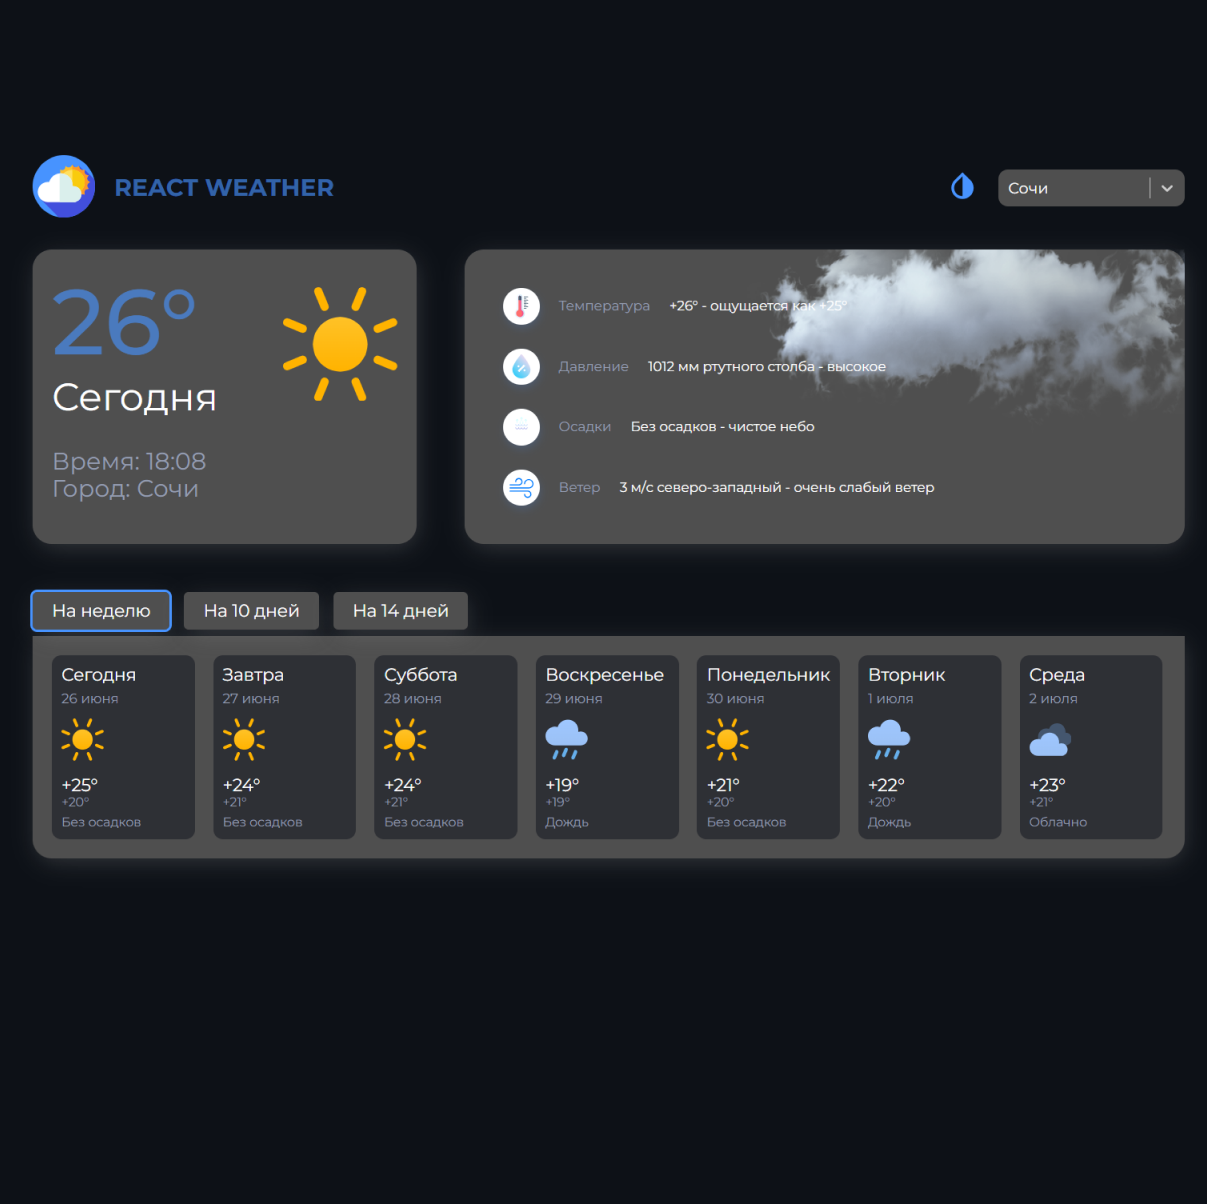 REACT WEATHER
Сочи
26°
Сегодня
Время: 18:08
Город: Сочи
Температура +26° - ощущается как +25°
Давление 1012 мм ртутного столба - высокое
Осадки Без осадков - чистое небо
Ветер 3 м/с северо-западный - очень слабый ветер
На неделю На 10 дней На 14 дней
Сегодня
26 июня
+25°
+20°
Без осадков
Завтра
27 июня
+24°
+21°
Без осадков
Суббота
28 июня
+24°
+21°
Без осадков
Воскресенье
29 июня
+19°
+19°
Дождь
Понедельник
30 июня
+21°
+20°
Без осадков
Вторник
1 июля
+22°
+20°
Дождь
Среда
2 июля
+23°
+21°
Облачно